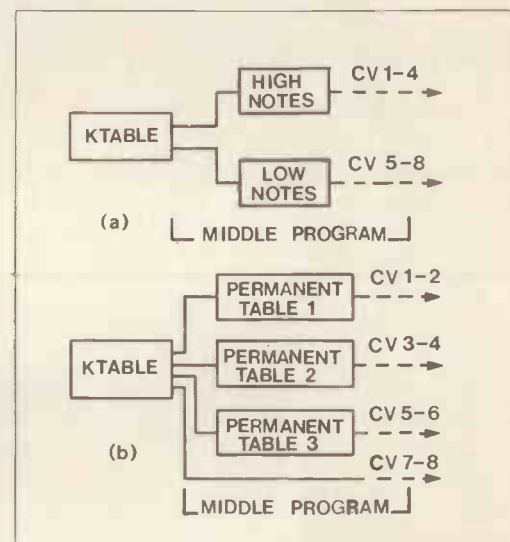 HIGH
NOTES
CV 1-4
KTABLE
LOW
NOTES
CV 5-8
(a)
MIDDLE PROGRAM
PERMANENT
TABLE 1
CV 1-2
KTABLE
PERMANENT
TABLE 2
CV 3-4
PERMANENT
TABLE 3
CV 5-6
(b)
CV 7-8
MIDDLE PROGRAM